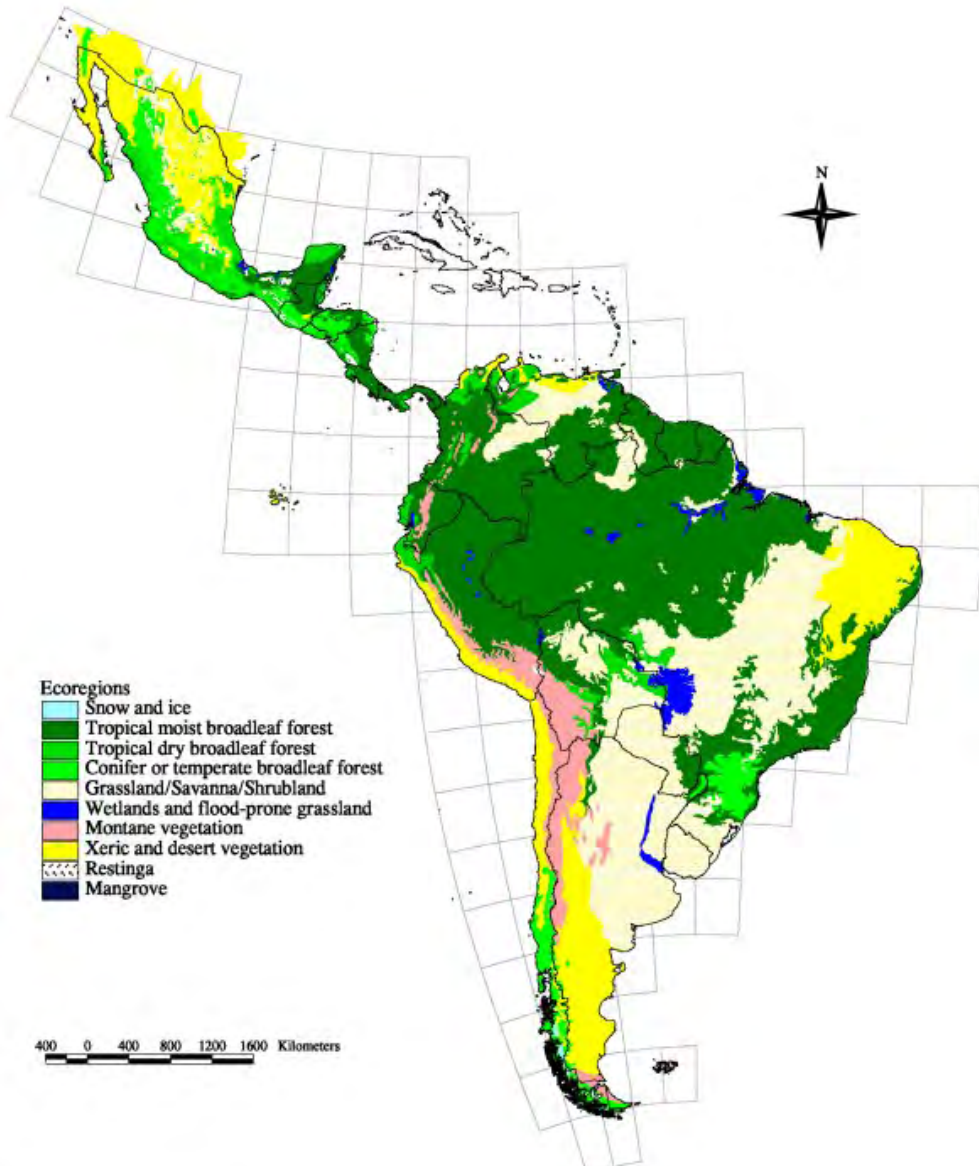 N
Ecoregions
Snow and ice
Tropical moist broadleaf forest
Tropical dry broadleaf forest
Conifer or temperate broadleaf forest
Grassland/Savanna/Shrubland
Wetlands and flood-prone grassland
Montane vegetation
Xeric and desert vegetation
Restinga
Mangrove
400 0 400 800 1200 1600 Kilometers